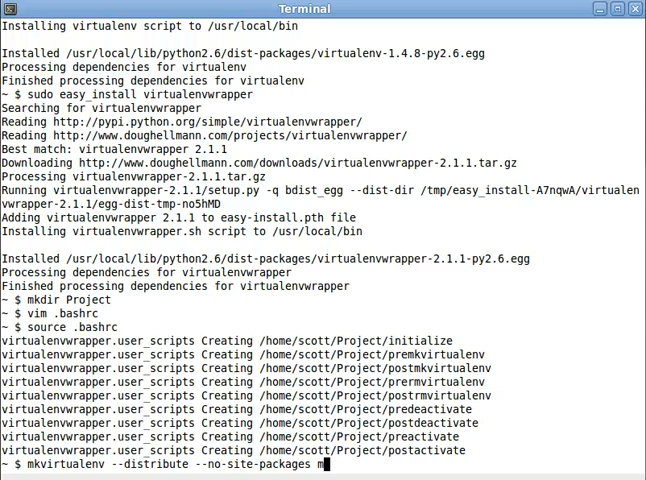 Terminal
Installing virtualenv script to /usr/local/bin
Installed /usr/local/lib/python2.6/dist-packages/virtualenv-1.4.8-py2.6.egg
Processing dependencies for virtualenv
Finished processing dependencies for virtualenv
~ $ sudo easy_install virtualenvwrapper
Searching for virtualenvwrapper
Reading http://pypi.python.org/simple/virtualenvwrapper/
Reading http://www.doughellmann.com/projects/virtualenvwrapper/
Best match: virtualenvwrapper 2.1.1
Downloading http://www.doughellmann.com/downloads/virtualenvwrapper-2.1.1.tar.gz
Processing virtualenvwrapper-2.1.1.tar.gz
Running virtualenvwrapper-2.1.1/setup.py -q bdist_egg --dist-dir /tmp/easy_install-A7nqwA/virtualen
vwrapper-2.1.1/egg-dist-tmp-no5hMD
Adding virtualenvwrapper 2.1.1 to easy-install.pth file
Installing virtualenvwrapper.sh script to /usr/local/bin
Installed /usr/local/lib/python2.6/dist-packages/virtualenvwrapper-2.1.1-py2.6.egg
Processing dependencies for virtualenvwrapper
Finished processing dependencies for virtualenvwrapper
~ $ mkdir Project
~ $ vim .bashrc
~ $ source .bashrc
virtualenvwrapper.user_scripts Creating /home/scott/Project/initialize
virtualenvwrapper.user_scripts Creating /home/scott/Project/premkvirtualenv
virtualenvwrapper.user_scripts Creating /home/scott/Project/postmkvirtualenv
virtualenvwrapper.user_scripts Creating /home/scott/Project/prermvirtualenv
virtualenvwrapper.user_scripts Creating /home/scott/Project/postrmvirtualenv
virtualenvwrapper.user_scripts Creating /home/scott/Project/predeactivate
virtualenvwrapper.user_scripts Creating /home/scott/Project/postdeactivate
virtualenvwrapper.user_scripts Creating /home/scott/Project/preactivate
virtualenvwrapper.user_scripts Creating /home/scott/Project/postactivate
~ $ mkvirtualenv --distribute --no-site-packages m